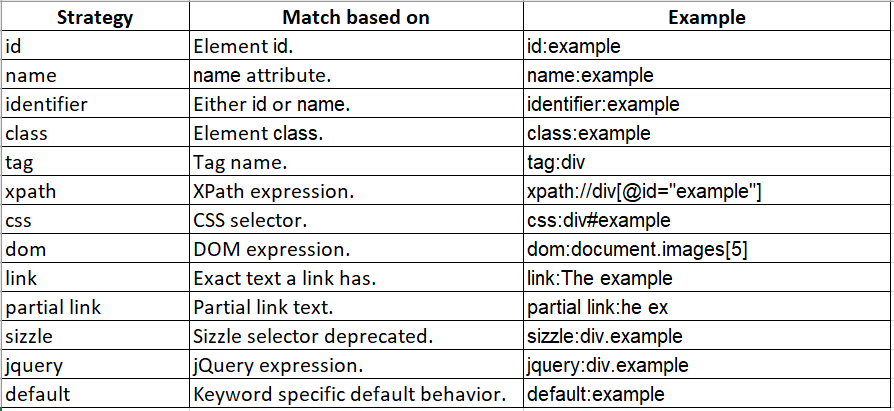 Strategy Match based on Example
id Element id. id:example
name name attribute. name:example
identifier Either id or name. identifier:example
class Element class. class:example
tag Tag name. tag:div
xpath XPath expression. xpath://div[@id="example"]
css CSS selector. css:div#example
dom DOM expression. dom:document.images[5]
link Exact text a link has. link:The example
partial link Partial link text. partial link:he ex
sizzle Sizzle selector deprecated. sizzle:div.example
jquery jQuery expression. jquery:div.example
default Keyword specific default behavior. default:example